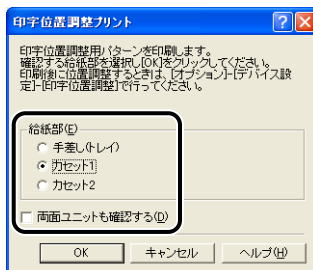 印字位置調整プリント
印字位置調整用パターンを印刷します。
確認する給紙部を選択し[OK]をクリックしてください。
印刷後に位置調整するときは、[オプション]-[デバイス設
定]-[印字位置調整]で行ってください。
給紙部(E)
手差し(トレイ)
カセット1
カセット2
両面ユニットも確認する(D)
OK キャンセル ヘルプ(H)